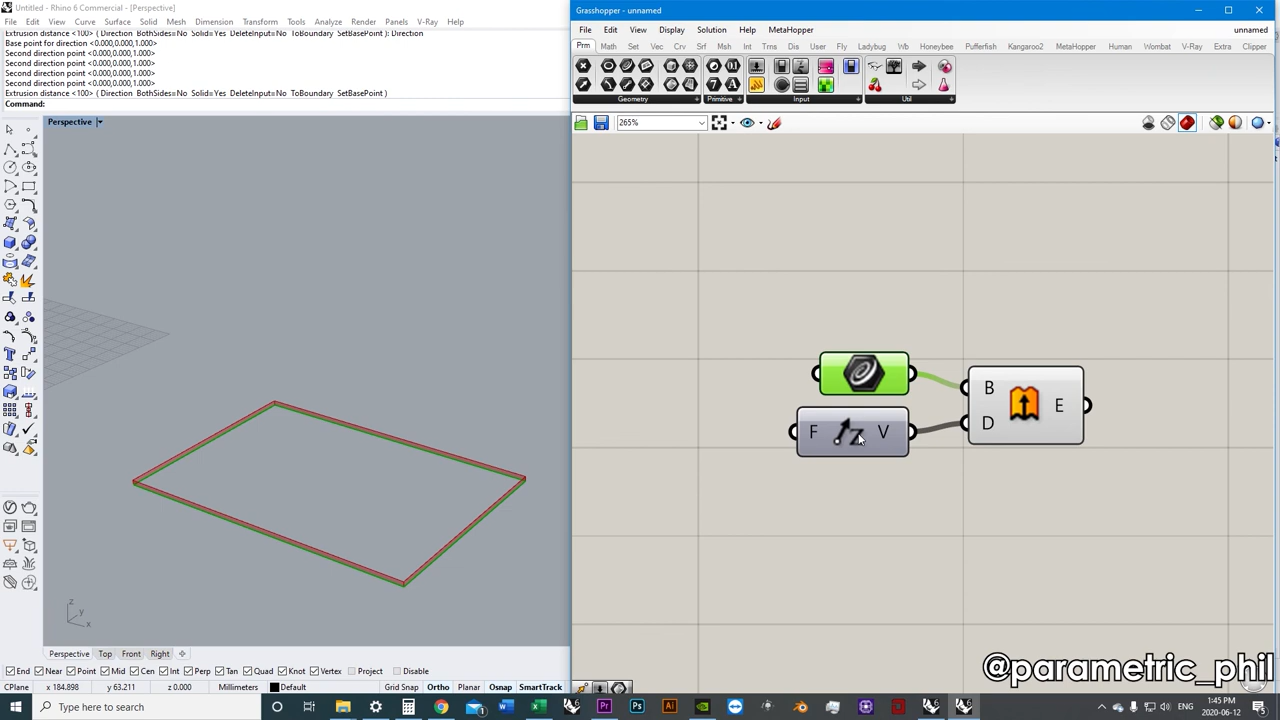 Untitled - Rhino 6 Commercial - [Perspective]
File Edit View Curve Surface Solid Mesh Dimension Transform Tools Analyze Render Panels V-Ray Help
Extrusion distance <100> ( Direction BothSides=No Solid=Yes DeleteInput=No ToBoundary SetBasePoint ): Direction
Base point for direction <0.000,0.000,1.000>
Second direction point <0.000,0.000,1.000>
Second direction point <0.000,0.000,1.000>
Second direction point <0.000,0.000,1.000>
Extrusion distance <100> ( Direction BothSides=No Solid=Yes DeleteInput=No ToBoundary SetBasePoint )
Command:
Perspective
z
y
x
Perspective Top Front Right
End Near Point Mid Cen Int Perp Tan Quad Knot Vertex Project Disable
CPlane x 184.898 y 63.211 z 0.000 Millimeters Default Grid Snap Ortho Planar Osnap SmartTrack
Grasshopper - unnamed
File Edit View Display Solution Help MetaHopper unnamed
Prm Math Set Vec Crv Srf Msh Int Trns Dis User Fly Ladybug Wb Honeybee Pufferfish Kangaroo2 MetaHopper Human Wombat V-Ray Extra Clipper
Geometry Primitive Input Util
265%
B
D
E
F V
@parametric_phil
Type here to search
1:45 PM
2020-06-12